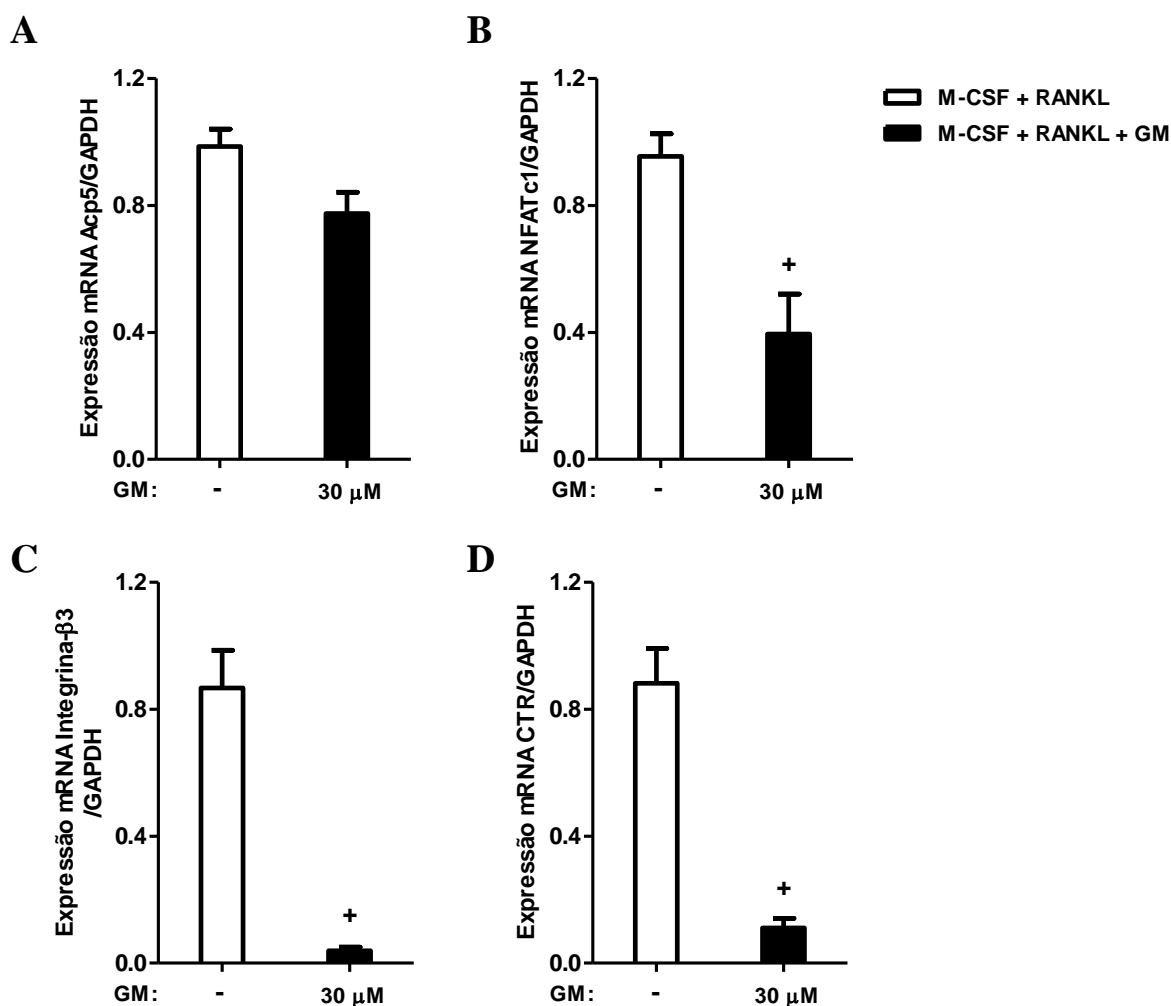 A
Expressão mRNA Acp5/GAPDH
1.2
0.8
0.4
0.0
GM: - 30 µM
B
Expressão mRNA NFATc1/GAPDH
1.2
0.8
0.4
0.0
+
GM: - 30 µM
M-CSF + RANKL
M-CSF + RANKL + GM
C
Expressão mRNA Integrina-β3
/GAPDH
1.2
0.8
0.4
0.0
+
GM: - 30 µM
D
Expressão mRNA CTR/GAPDH
1.2
0.8
0.4
0.0
+
GM: - 30 µM